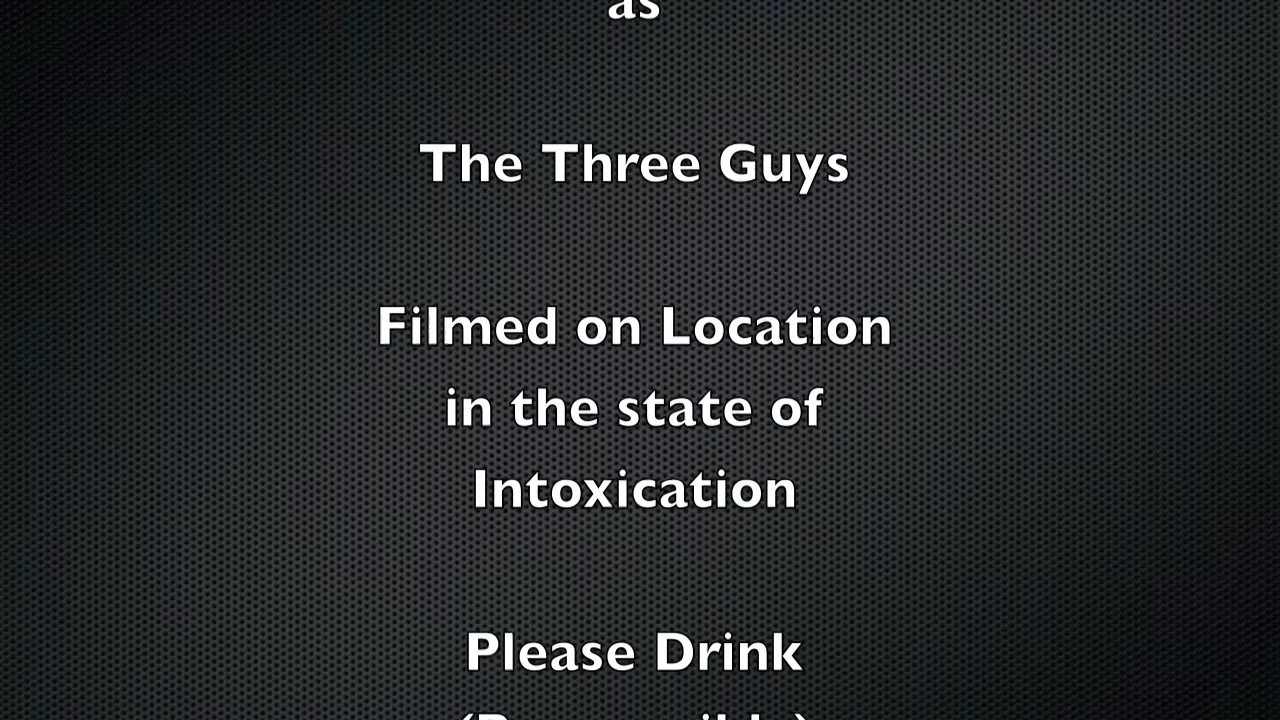 as
The Three Guys
Filmed on Location
in the state of
Intoxication
Please Drink